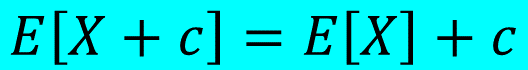 E[X + c] = E[X] + c